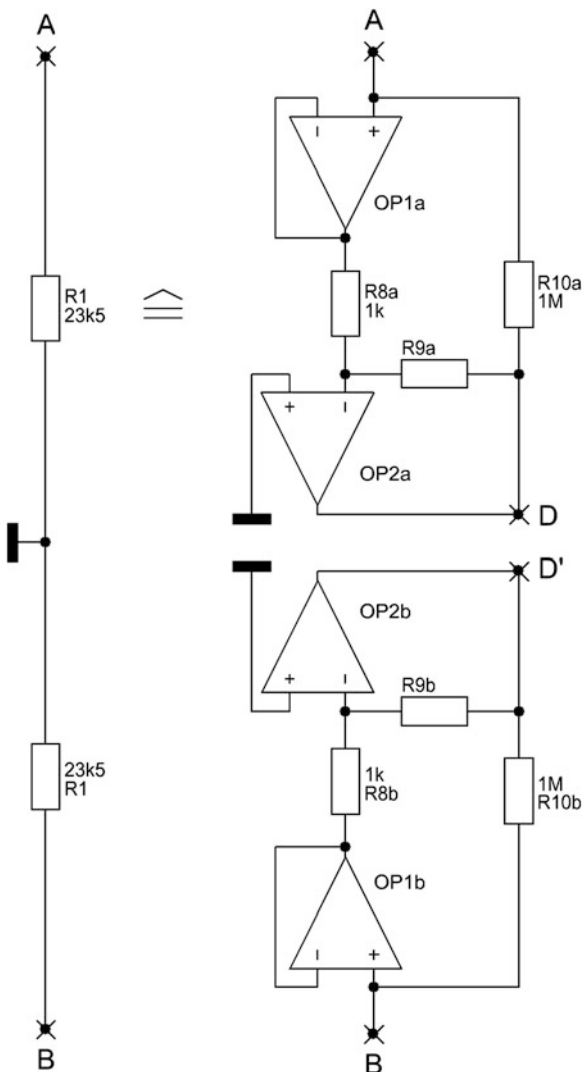 A
R1
23k5
B
23k5
R1
A
OP1a
R8a
1k
R10a
1M
R9a
OP2a
D
D'
OP2b
R9b
1k
R8b
1M
R10b
OP1b
B